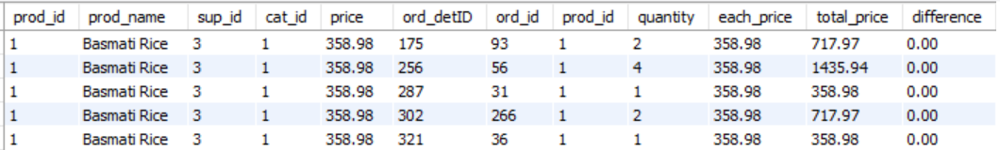 prod_id prod_name sup_id cat_id price ord_detID ord_id prod_id quantity each_price total_price difference
1 Basmati Rice 3 1 358.98 175 93 1 2 358.98 717.97 0.00
1 Basmati Rice 3 1 358.98 256 56 1 4 358.98 1435.94 0.00
1 Basmati Rice 3 1 358.98 287 31 1 1 358.98 358.98 0.00
1 Basmati Rice 3 1 358.98 302 266 1 2 358.98 717.97 0.00
1 Basmati Rice 3 1 358.98 321 36 1 1 358.98 358.98 0.00